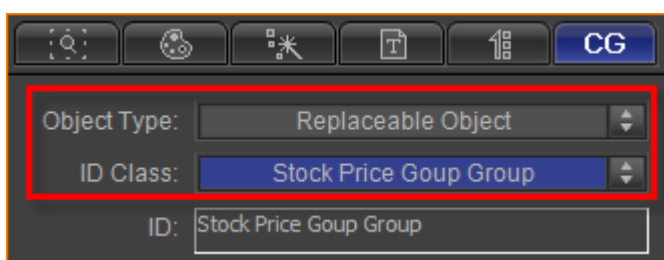 T CG
Object Type: Replaceable Object
ID Class: Stock Price Goup Group
ID: Stock Price Goup Group